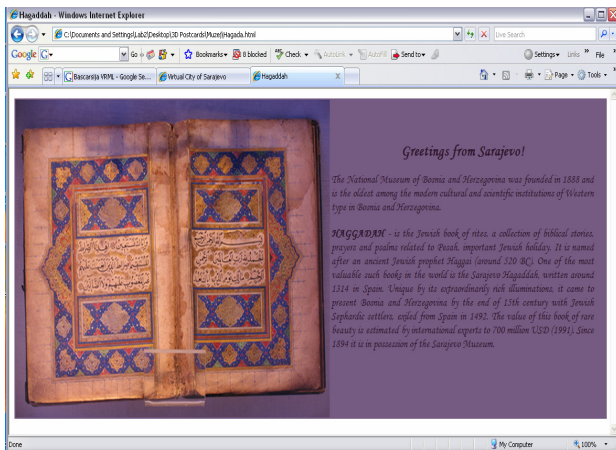 Hagaddah - Windows Internet Explorer
C:\Documents and Settings\Lab2\Desktop\3D Postcards\Muzej\Hagada.html
Live Search
Google
Go
Bookmarks
8 blocked
Check
AutoLink
AutoFill
Send to
Settings
Links
File
Bascarsija VRML - Google Se...
Virtual City of Sarajevo
Hagaddah
Page
Tools
Greetings from Sarajevo!
The National Museum of Bosnia and Herzegovina was founded in 1888 and
is the oldest among the modern cultural and scientific institutions of Western
type in Bosnia and Herzegovina.
HAGGADAH - is the Jewish book of rites, a collection of biblical stories,
prayers and psalms related to Pesah, important Jewish holiday. It is named
after an ancient Jewish prophet Haggai (around 520 BC). One of the most
valuable such books in the world is the Sarajevo Hagaddah, written around
1314 in Spain. Unique by its extraordinarily rich illuminations, it came to
present Bosnia and Herzegovina by the end of 15th century with Jewish
Sephardic settlers, exiled from Spain in 1492. The value of this book of rare
beauty is estimated by international experts to 700 million USD (1991). Since
1894 it is in possession of the Sarajevo Museum.
Done
My Computer
100%